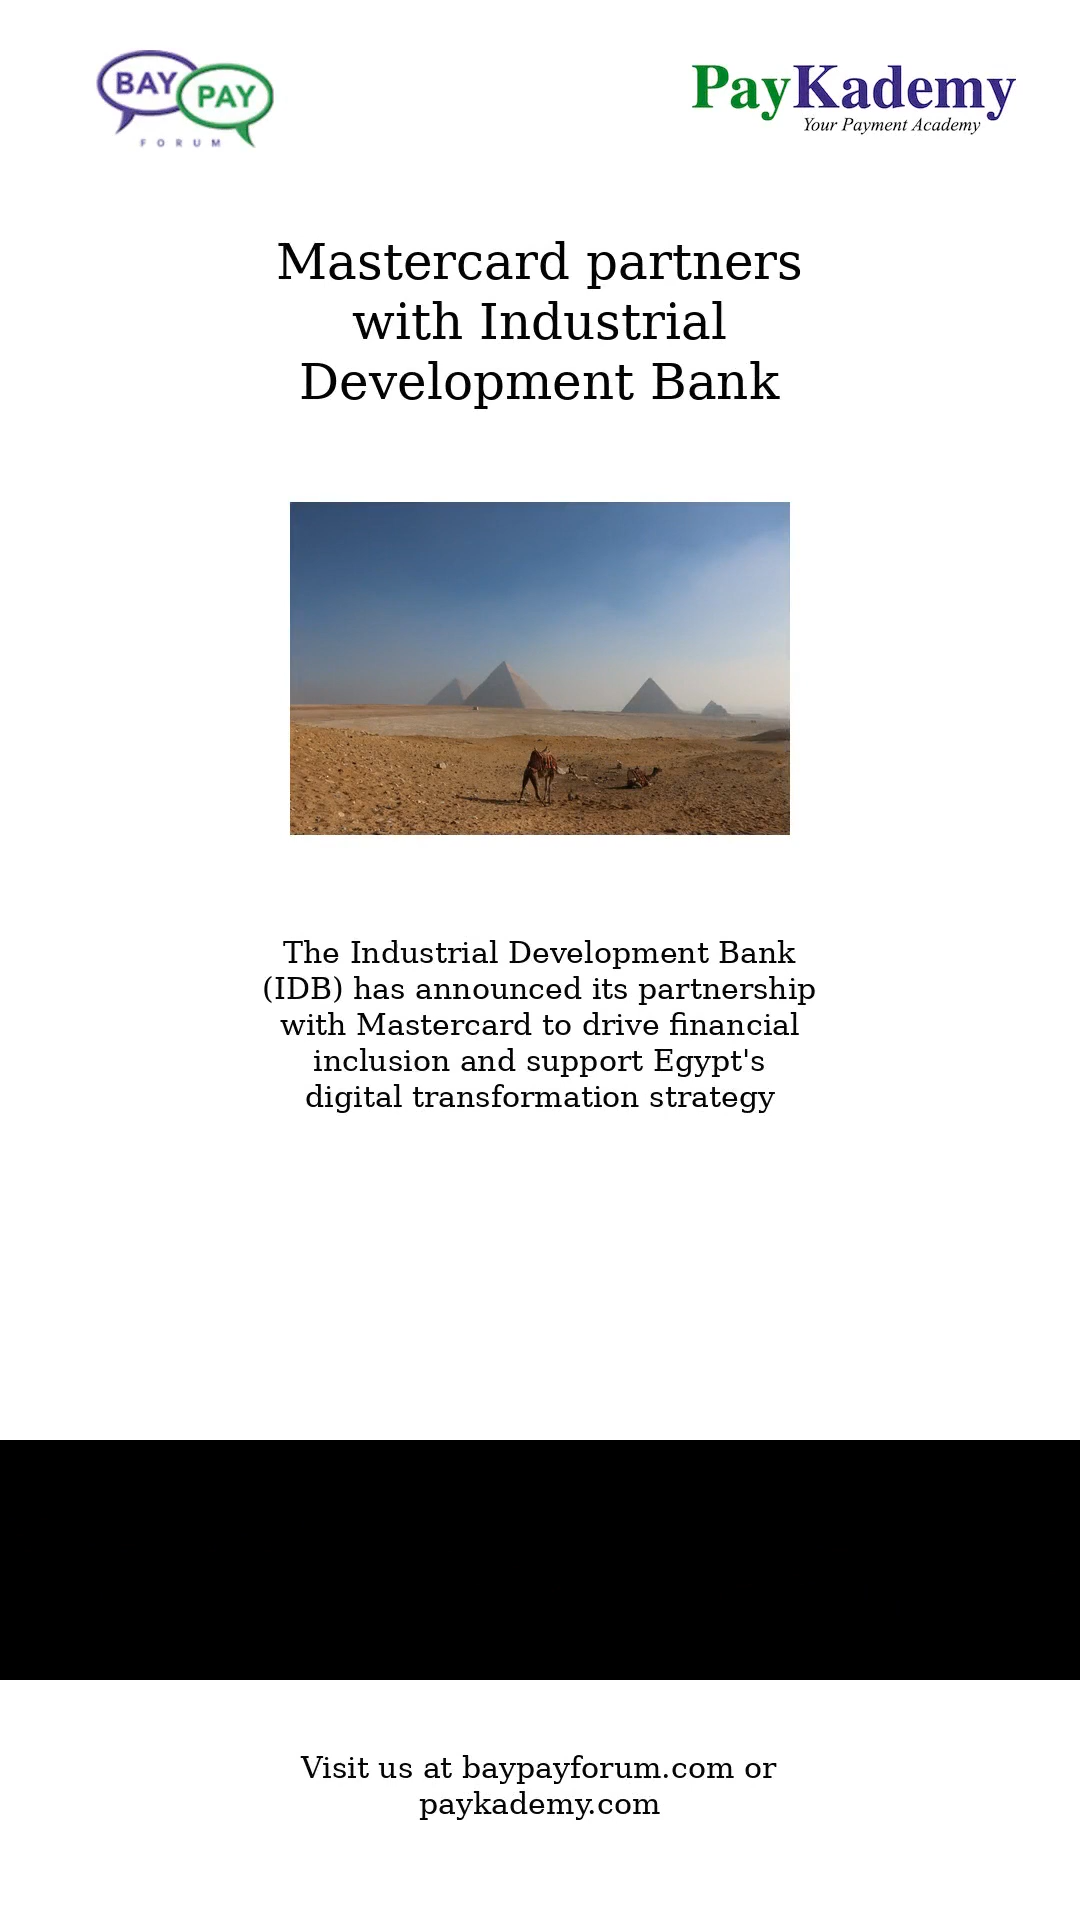 BAY PAY
FORUM
PayKademy
Your Payment Academy
Mastercard partners
with Industrial
Development Bank
The Industrial Development Bank
(IDB) has announced its partnership
with Mastercard to drive financial
inclusion and support Egypt's
digital transformation strategy
Visit us at baypayforum.com or
paykademy.com